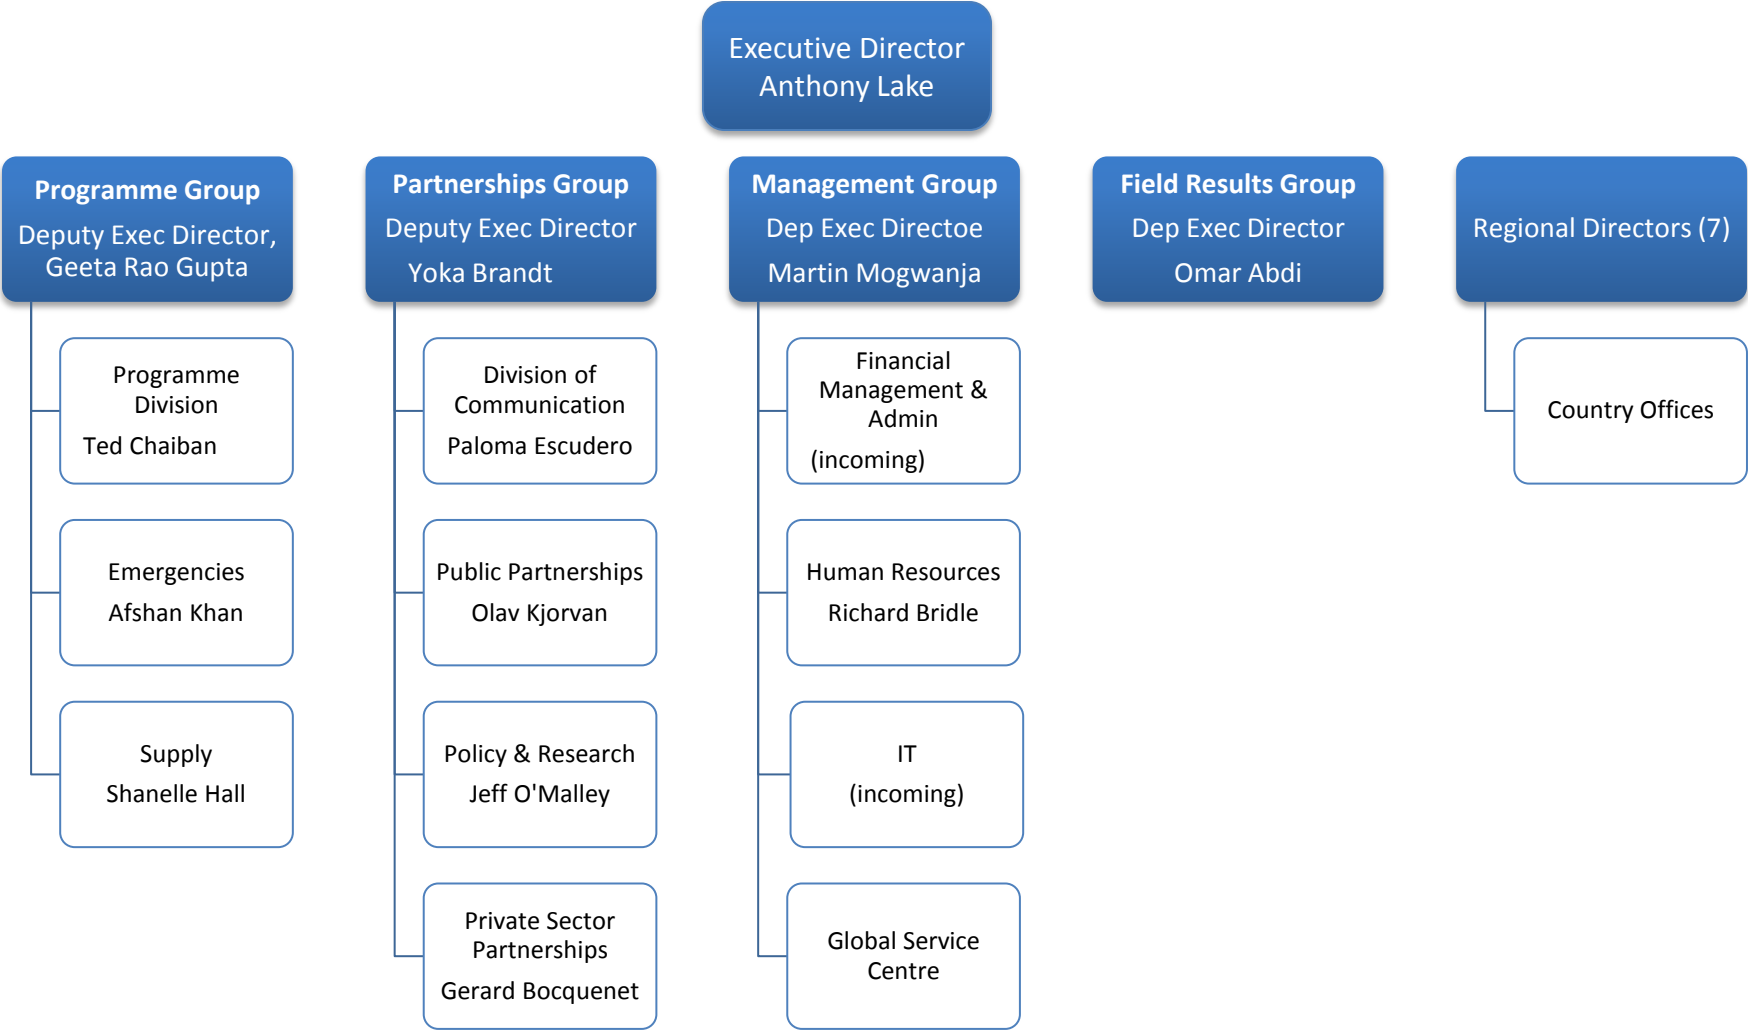 Executive Director
Anthony Lake
Programme Group
Deputy Exec Director,
Geeta Rao Gupta
Programme
Division
Ted Chaiban
Emergencies
Afshan Khan
Supply
Shanelle Hall
Partnerships Group
Deputy Exec Director
Yoka Brandt
Division of
Communication
Paloma Escudero
Public Partnerships
Olav Kjorvan
Policy & Research
Jeff O'Malley
Private Sector
Partnerships
Gerard Bocquenet
Management Group
Dep Exec Directoe
Martin Mogwanja
Financial
Management &
Admin
(incoming)
Human Resources
Richard Bridle
IT
(incoming)
Global Service
Centre
Field Results Group
Dep Exec Director
Omar Abdi
Regional Directors (7)
Country Offices